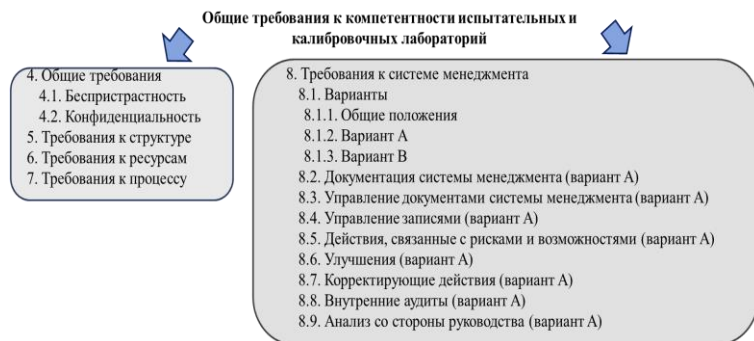 Общие требования к компетентности испытательных и
калибровочных лабораторий
4. Общие требования
4.1. Беспристрастность
4.2. Конфиденциальность
5. Требования к структуре
6. Требования к ресурсам
7. Требования к процессу
8. Требования к системе менеджмента
8.1. Варианты
8.1.1. Общие положения
8.1.2. Вариант А
8.1.3. Вариант В
8.2. Документация системы менеджмента (вариант А)
8.3. Управление документами системы менеджмента (вариант А)
8.4. Управление записями (вариант А)
8.5. Действия, связанные с рисками и возможностями (вариант А)
8.6. Улучшения (вариант А)
8.7. Корректирующие действия (вариант А)
8.8. Внутренние аудиты (вариант А)
8.9. Анализ со стороны руководства (вариант А)